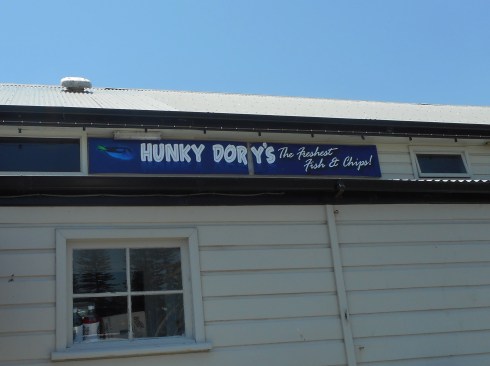 HUNKY DORY'S The Freshest
Fish & Chips!